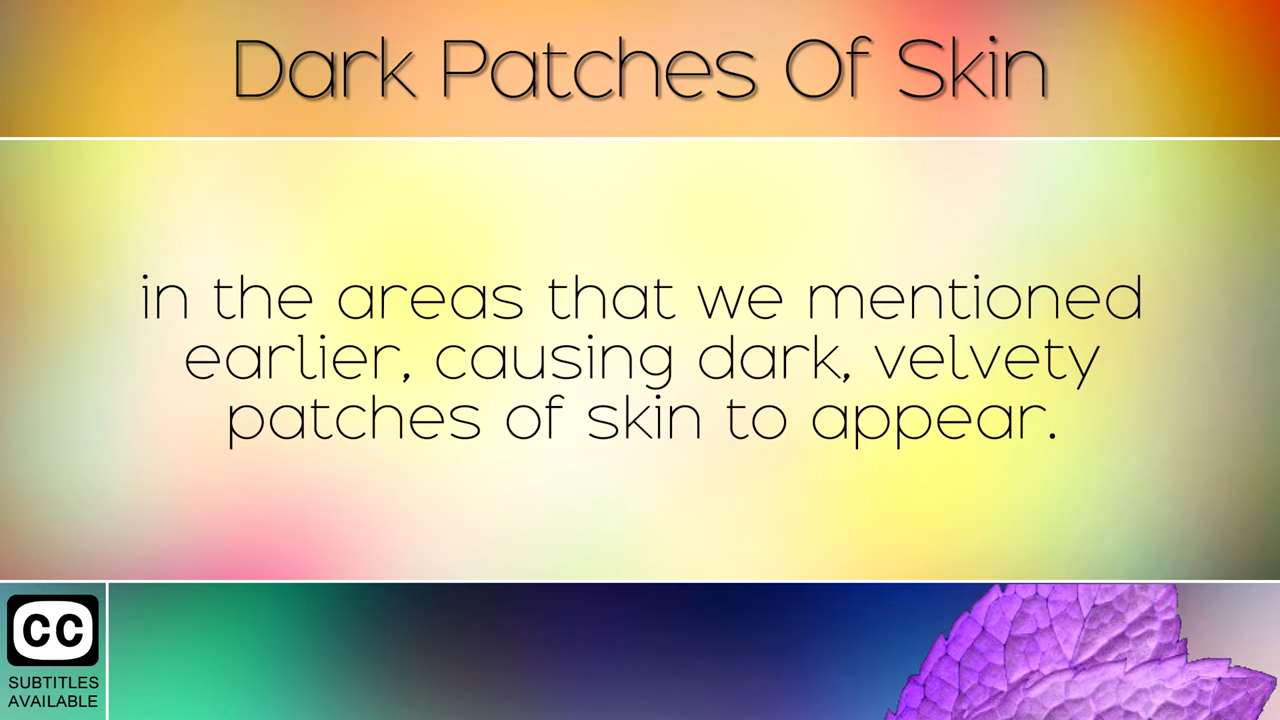 Dark Patches Of Skin
in the areas that we mentioned
earlier, causing dark, velvety
patches of skin to appear.
CC
SUBTITLES
AVAILABLE